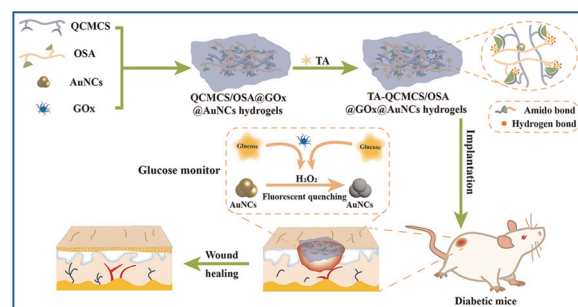 QCMCS
OSA
AuNCs
GOx
QCMCS/OSA@GOx
@AuNCs hydrogels
TA
TA-QCMCS/OSA
@GOx@AuNCs hydrogels
Amido bond
Hydrogen bond
Glucose monitor
Glucose
Glucose
H₂O₂
Fluorescent quenching
AuNCs
AuNCs
Implantation
Wound
healing
Diabetic mice